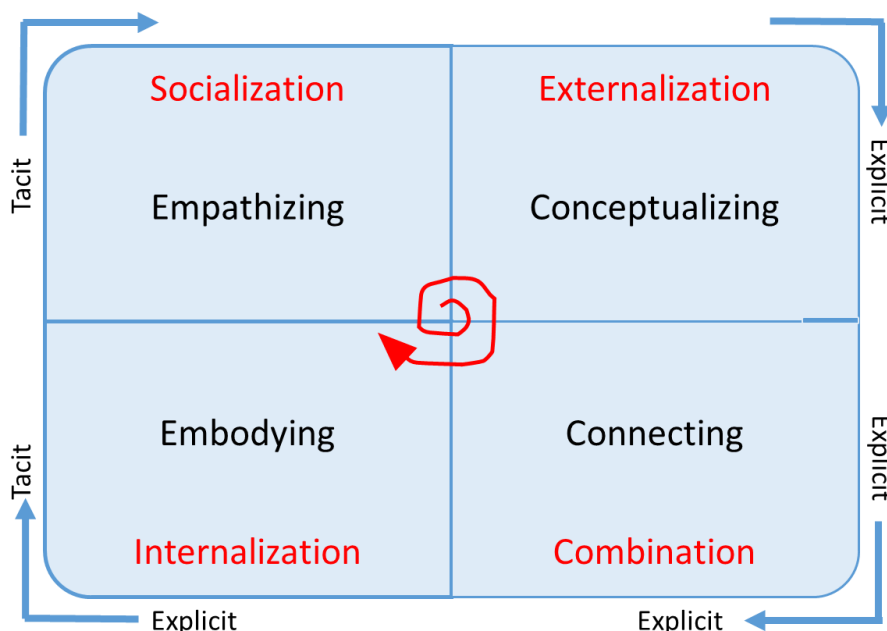 Socialization
Externalization
Tacit
Explicit
Empathizing
Conceptualizing
Embodying
Connecting
Tacit
Explicit
Internalization
Combination
Explicit
Explicit